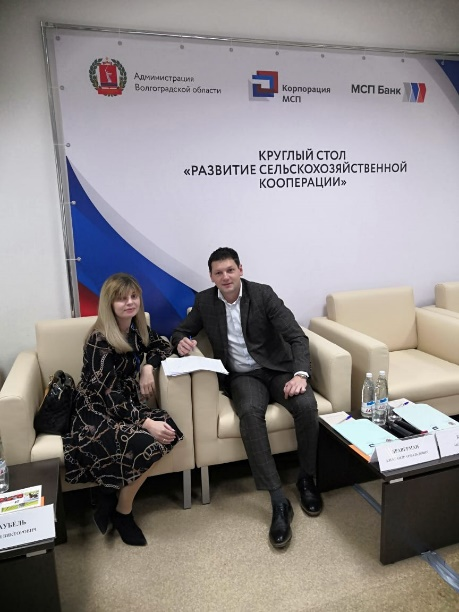 Администрация
Волгоградской области
Корпорация
МСП
МСП Банк
КРУГЛЫЙ СТОЛ
«РАЗВИТИЕ СЕЛЬСКОХОЗЯЙСТВЕННОЙ
КООПЕРАЦИИ»